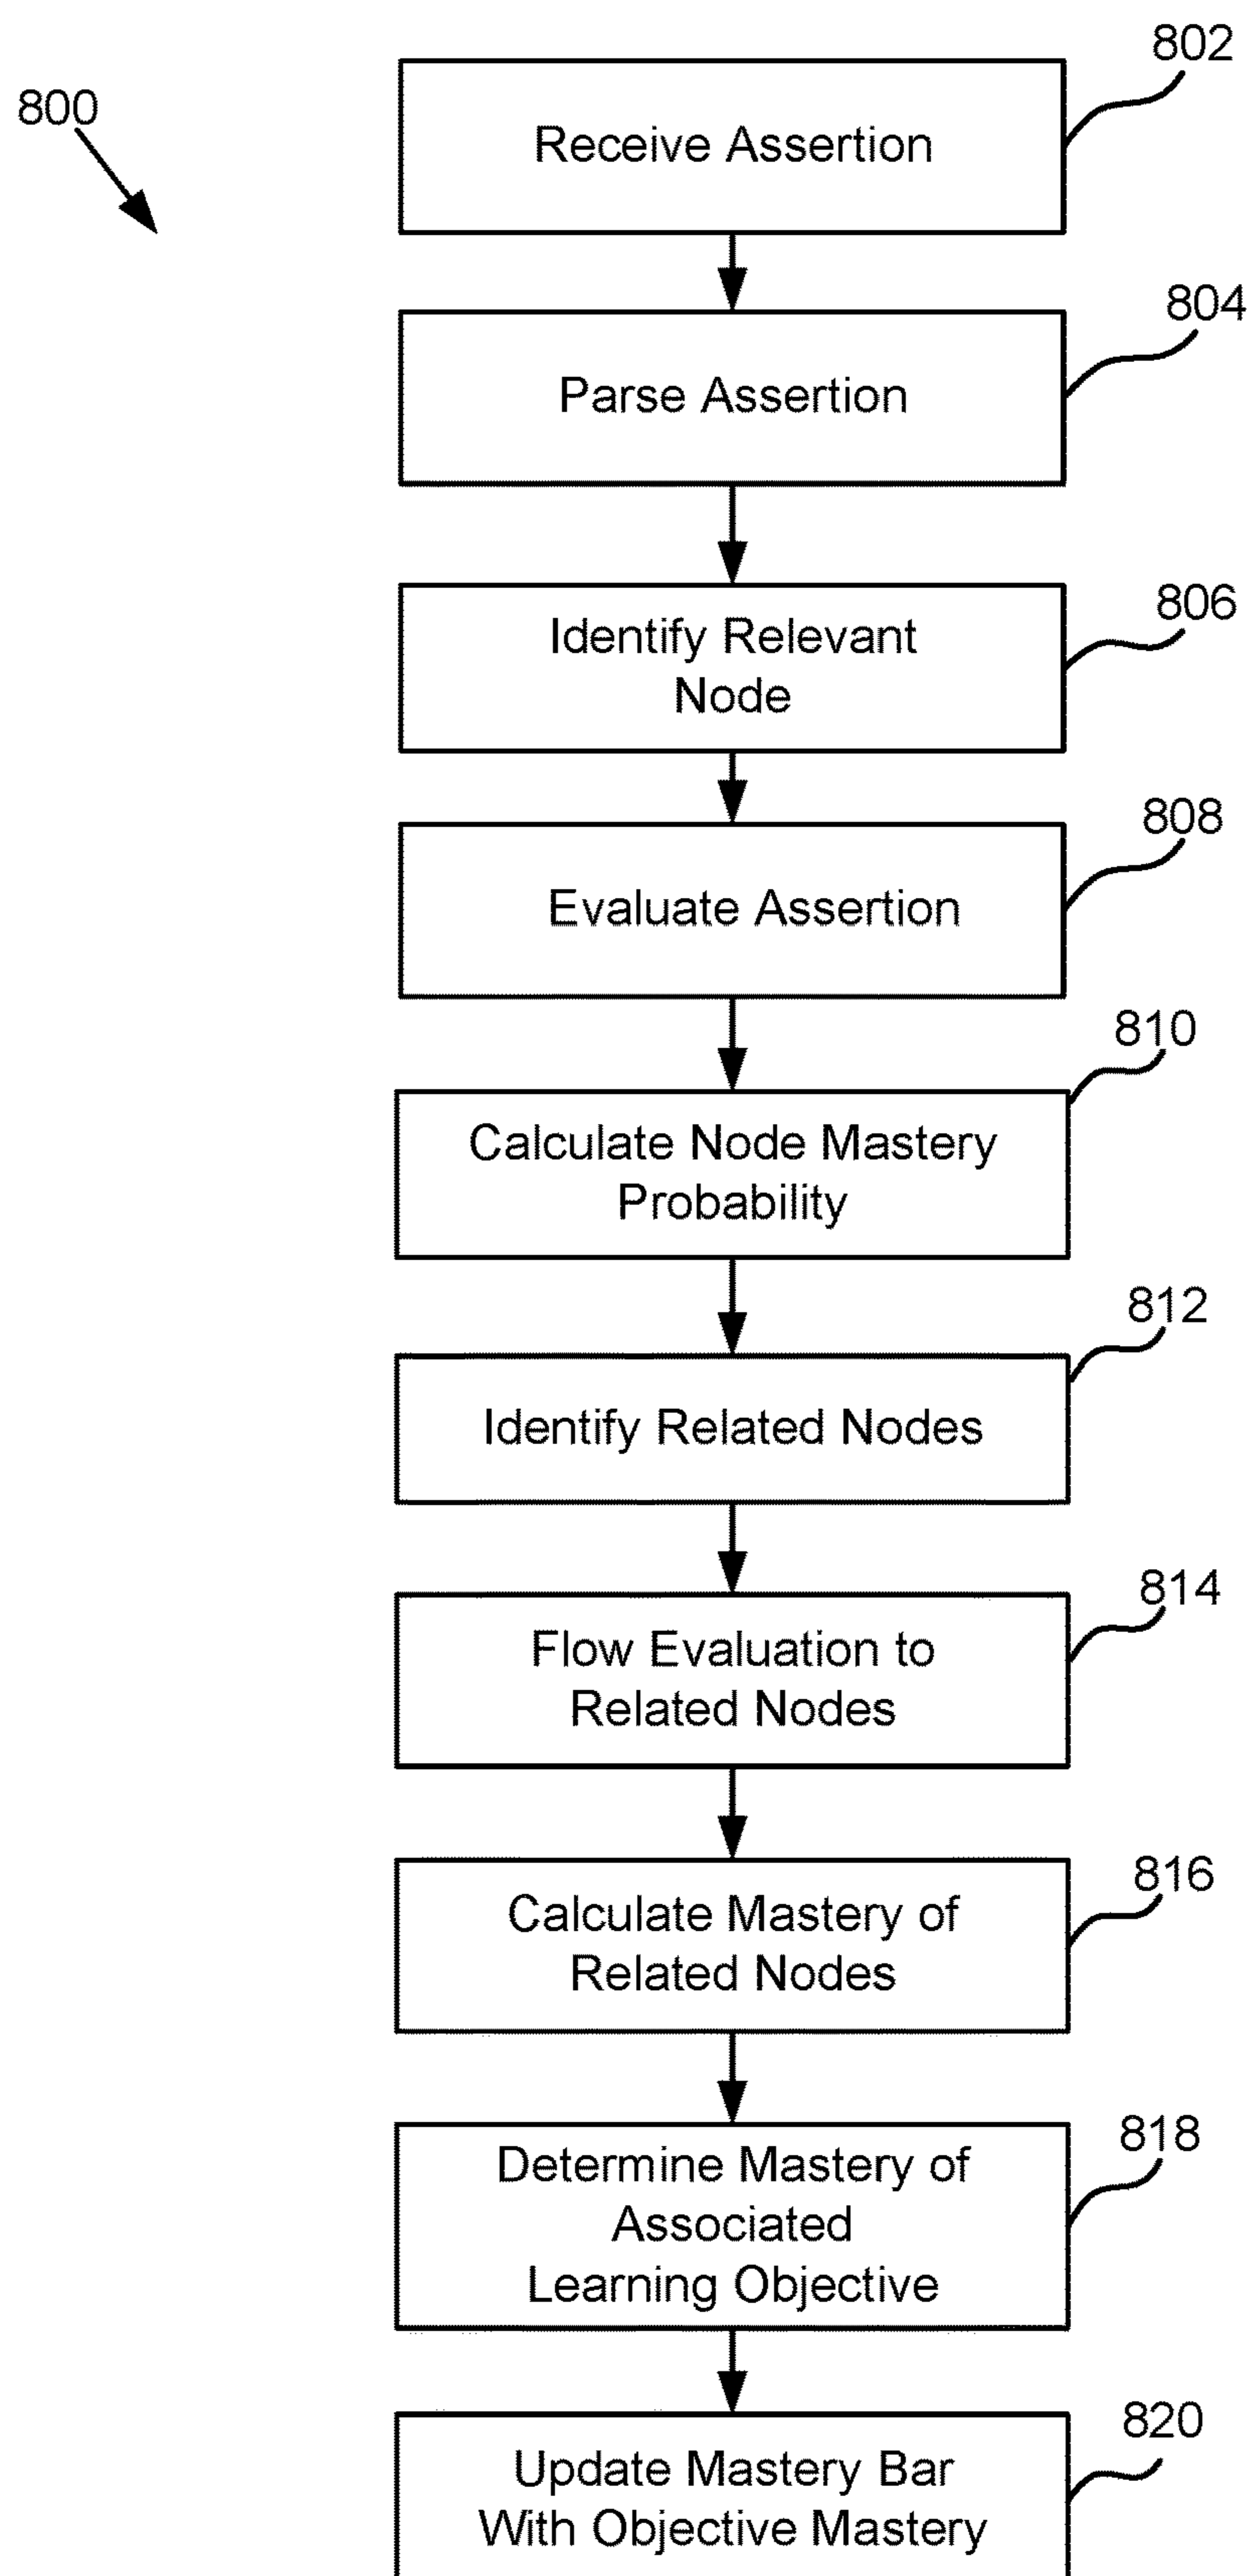 802
800
Receive Assertion
804
Parse Assertion
806
Identify Relevant
Node
808
Evaluate Assertion
810
Calculate Node Mastery
Probability
812
Identify Related Nodes
814
Flow Evaluation to
Related Nodes
816
Calculate Mastery of
Related Nodes
818
Determine Mastery of
Associated
Learning Objective
820
Update Mastery Bar
With Objective Mastery